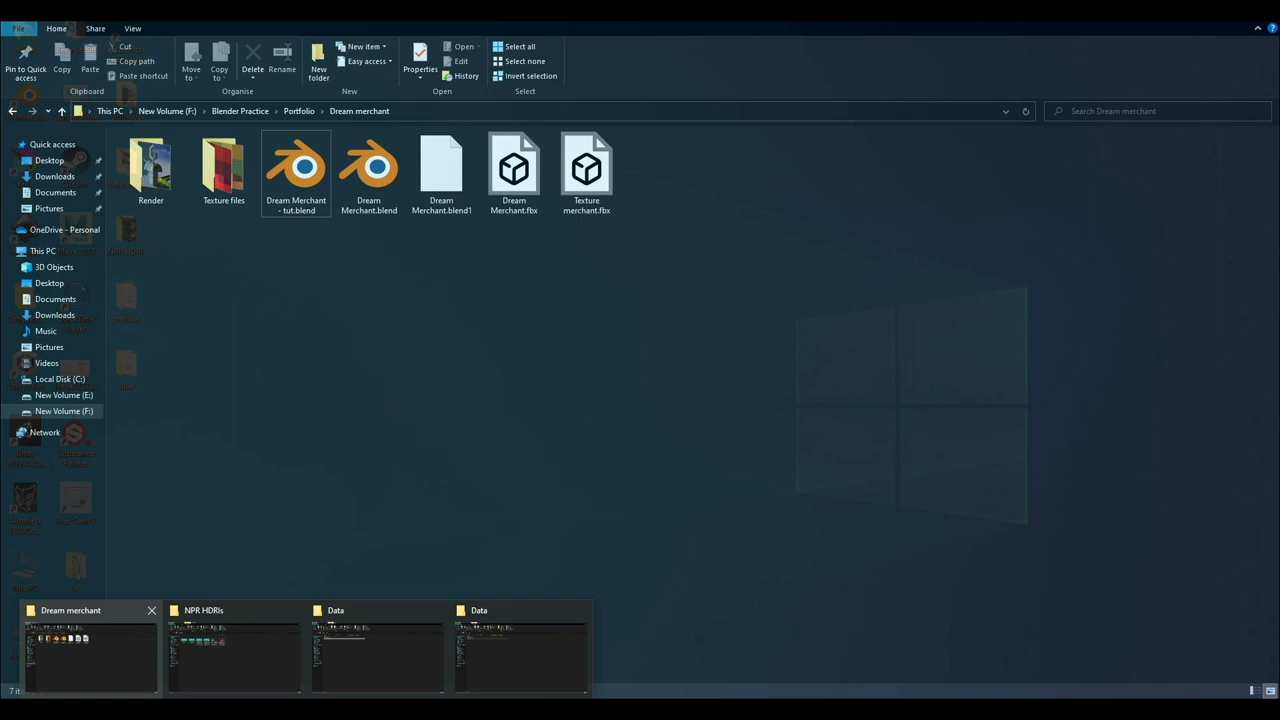 File Home Share View
Cut
Copy path
Paste shortcut
Pin to Quick access
Copy
Paste
Move to
Copy to
Delete
Rename
New folder
New item
Easy access
Properties
Open
Edit
History
Select all
Select none
Invert selection
Clipboard Organise New Open Select
This PC New Volume (F:) Blender Practice Portfolio Dream merchant
Search Dream merchant
Quick access
Desktop
Downloads
Documents
Pictures
OneDrive - Personal
This PC
3D Objects
Desktop
Documents
Downloads
Music
Pictures
Videos
Local Disk (C:)
New Volume (E:)
New Volume (F:)
Network
Render
Texture files
Dream Merchant
- tut.blend
Dream
Merchant.blend
Dream
Merchant.blend1
Dream
Merchant.fbx
Texture
merchant.fbx
Substance
Painter
Dream merchant NPR HDRIs Data Data